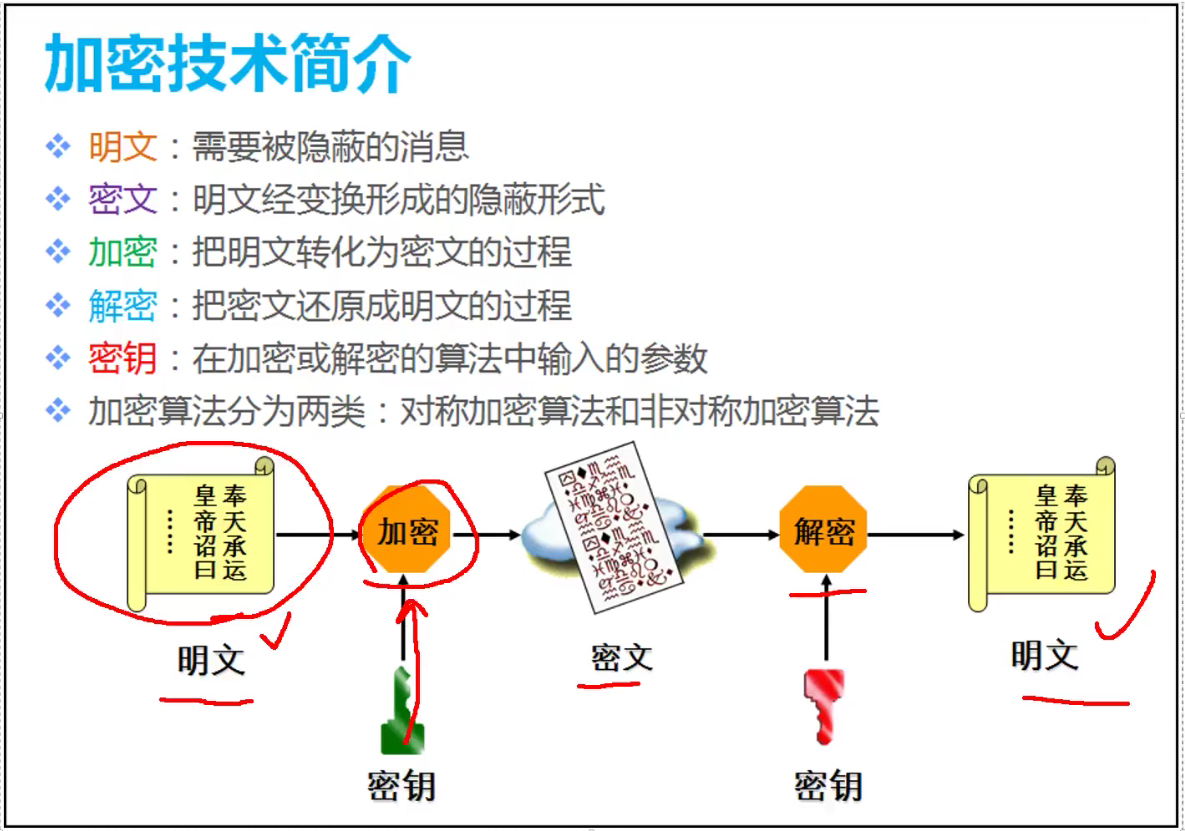 加密技术简介
明文：需要被隐蔽的消息
密文：明文经变换形成的隐蔽形式
加密：把明文转化为密文的过程
解密：把密文还原成明文的过程
密钥：在加密或解密的算法中输入的参数
加密算法分为两类：对称加密算法和非对称加密算法
奉天承运
皇帝诏曰
……
加密
解密
奉天承运
皇帝诏曰
……
明文
密文
明文
密钥
密钥